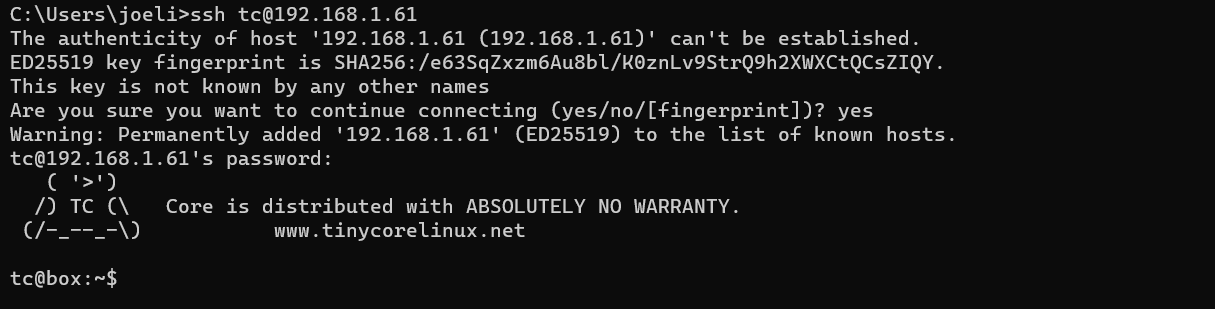 C:\Users\joeli>ssh tc@192.168.1.61
The authenticity of host '192.168.1.61 (192.168.1.61)' can't be established.
ED25519 key fingerprint is SHA256:/e63SqZxzm6Au8bl/K0znLv9StrQ9h2XWXCtQCsZIQY.
This key is not known by any other names
Are you sure you want to continue connecting (yes/no/[fingerprint])? yes
Warning: Permanently added '192.168.1.61' (ED25519) to the list of known hosts.
tc@192.168.1.61's password:
   ( '>')
  /) TC (\   Core is distributed with ABSOLUTELY NO WARRANTY.
 (/-_--_-\)           www.tinycorelinux.net

tc@box:~$